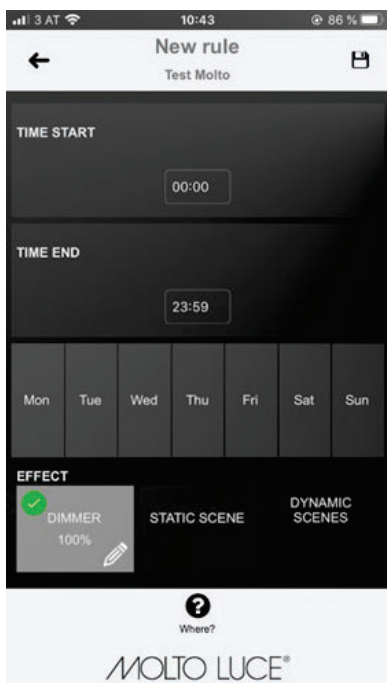 3 AT 10:43 86 %
New rule
Test Molto
TIME START
00:00
TIME END
23:59
Mon Tue Wed Thu Fri Sat Sun
EFFECT
DIMMER
100%
STATIC SCENE
DYNAMIC
SCENES
?
Where?
MOLTO LUCE®